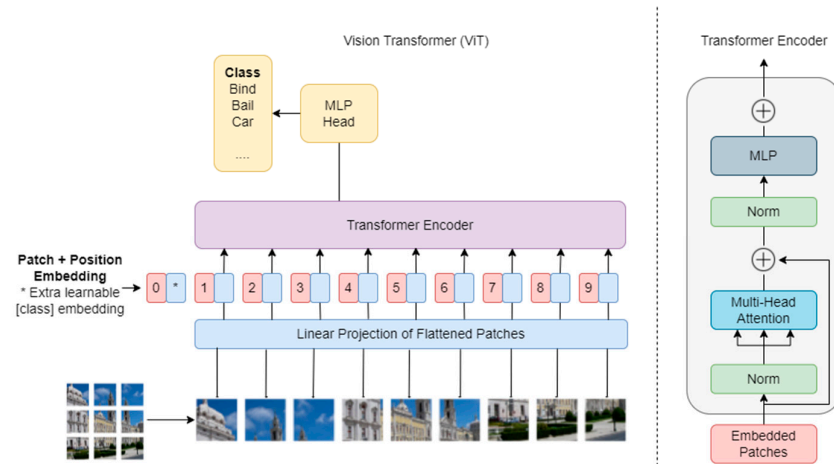 Vision Transformer (ViT)
Class
Bind
Bail
Car
....
MLP
Head
Transformer Encoder
Patch + Position
Embedding
* Extra learnable
[class] embedding
0 * 1 2 3 4 5 6 7 8 9
Linear Projection of Flattened Patches
Transformer Encoder
MLP
Norm
Multi-Head
Attention
Norm
Embedded
Patches